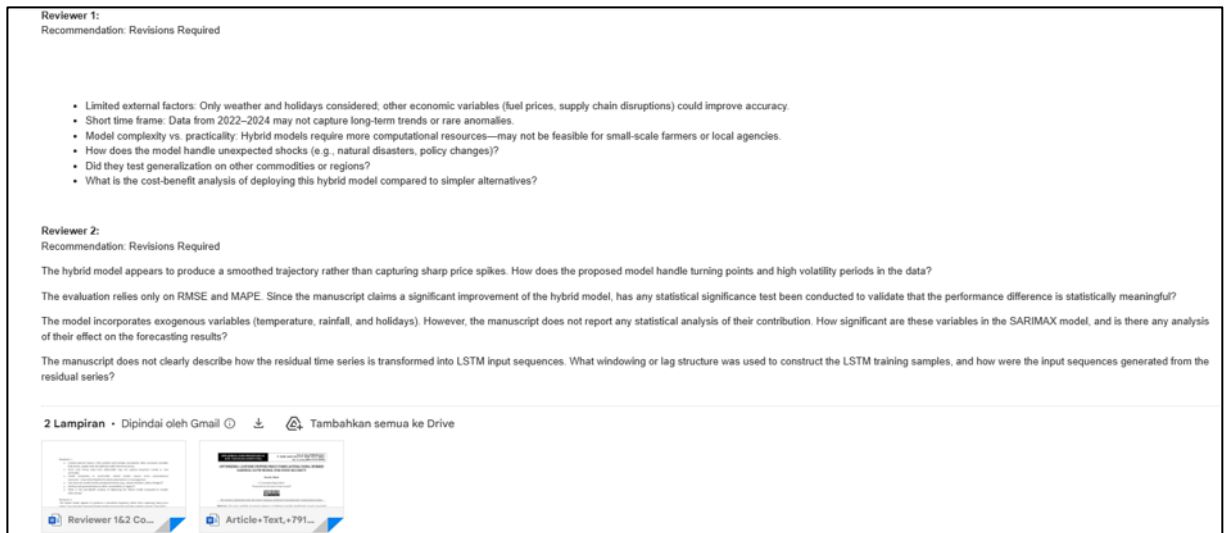 Reviewer 1:
Recommendation: Revisions Required
• Limited external factors: Only weather and holidays considered; other economic variables (fuel prices, supply chain disruptions) could improve accuracy.
• Short time frame: Data from 2022–2024 may not capture long-term trends or rare anomalies.
• Model complexity vs. practicality: Hybrid models require more computational resources—may not be feasible for small-scale farmers or local agencies.
• How does the model handle unexpected shocks (e.g., natural disasters, policy changes)?
• Did they test generalization on other commodities or regions?
• What is the cost-benefit analysis of deploying this hybrid model compared to simpler alternatives?
Reviewer 2:
Recommendation: Revisions Required
The hybrid model appears to produce a smoothed trajectory rather than capturing sharp price spikes. How does the proposed model handle turning points and high volatility periods in the data?
The evaluation relies only on RMSE and MAPE. Since the manuscript claims a significant improvement of the hybrid model, has any statistical significance test been conducted to validate that the performance difference is statistically meaningful?
The model incorporates exogenous variables (temperature, rainfall, and holidays). However, the manuscript does not report any statistical analysis of their contribution. How significant are these variables in the SARIMAX model, and is there any analysis
of their effect on the forecasting results?
The manuscript does not clearly describe how the residual time series is transformed into LSTM input sequences. What windowing or lag structure was used to construct the LSTM training samples, and how were the input sequences generated from the
residual series?
2 Lampiran • Dipindai oleh Gmail Tambahkan semua ke Drive
Reviewer 1&2 Co... Article+Text,+791...